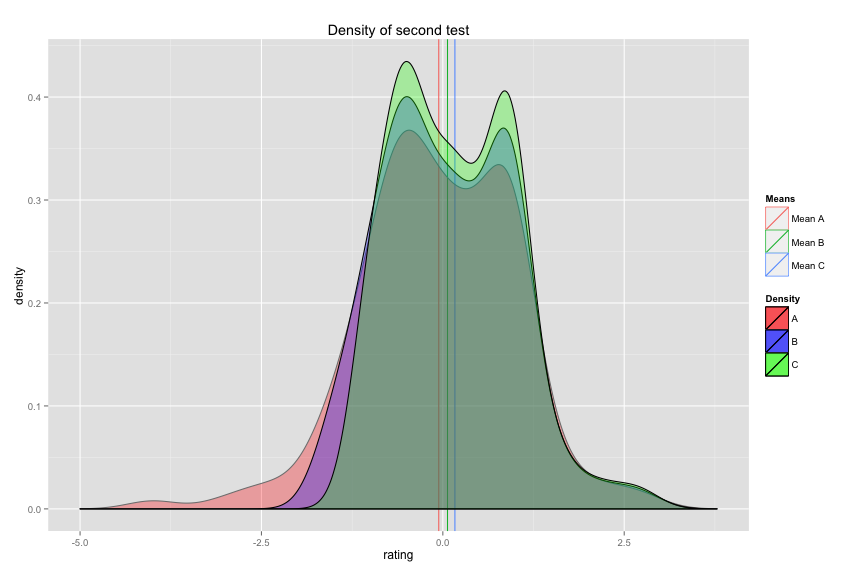 Density of second test
density
0.4
0.3
0.2
0.1
0.0
-5.0
-2.5
0.0
2.5
rating
Means
Mean A
Mean B
Mean C
Density
A
B
C